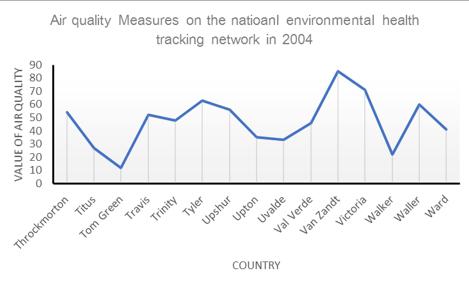 Air quality Measures on the natioanl environmental health
tracking network in 2004
VALUE OF AIR QUALITY
90
80
70
60
50
40
30
20
10
0
Throckmorton
Titus
Tom Green
Travis
Trinity
Tyler
Upshur
Upton
Uvalde
Val Verde
Van Zandt
Victoria
Walker
Waller
Ward
COUNTRY